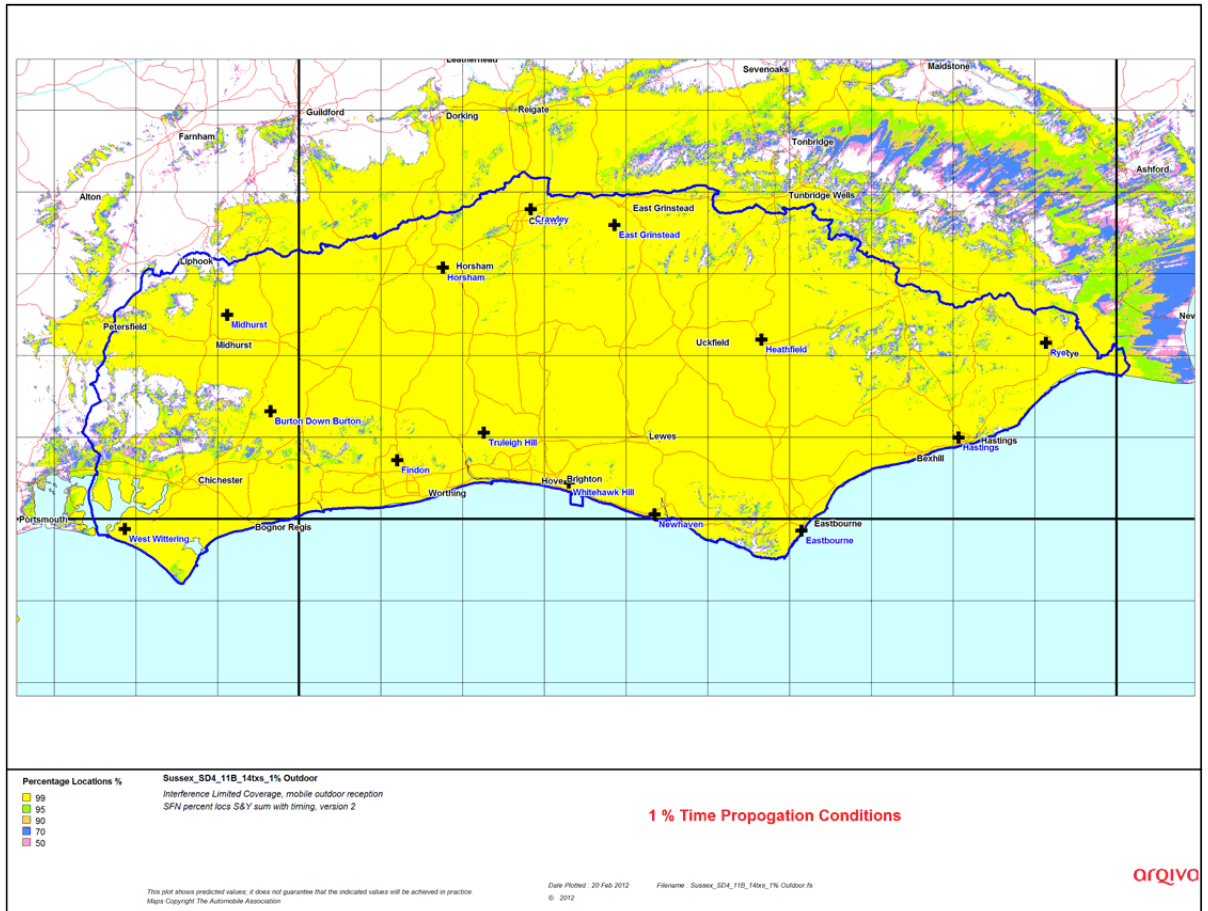 Leatherhead
Sevenoaks
Maidstone
Guildford
Dorking
Reigate
Farnham
Tonbridge
Ashford
Alton
Tunbridge Wells
East Grinstead
Crawley
East Grinstead
Liphook
Horsham
Horsham
Petersfield
Midhurst
Midhurst
Uckfield
Heathfield
Rye
New
Burton Down Burton
Truleigh Hill
Lewes
Hastings
Hastings
Bexhill
Findon
Chichester
Hove
Brighton
Worthing
Whitehawk Hill
Portsmouth
Bognor Regis
Newhaven
Eastbourne
Eastbourne
West Wittering
Percentage Locations %
99
95
90
70
50
Sussex_SD4_11B_14txs_1% Outdoor
Interference Limited Coverage, mobile outdoor reception
SFN percent locs S&Y sum with timing, version 2
1 % Time Propogation Conditions
This plot shows predicted values; it does not guarantee that the indicated values will be achieved in practice.
Maps Copyright The Automobile Association
Date Plotted : 20 Feb 2012
Filename : Sussex_SD4_11B_14txs_1% Outdoor.fs
© 2012
arqiva